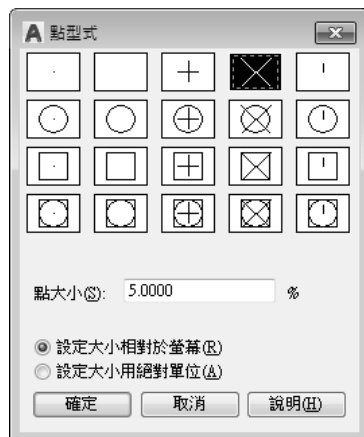 點型式
點大小(S): 5.0000 %
設定大小相對於螢幕(R)
設定大小用絕對單位(A)
確定 取消 說明(H)